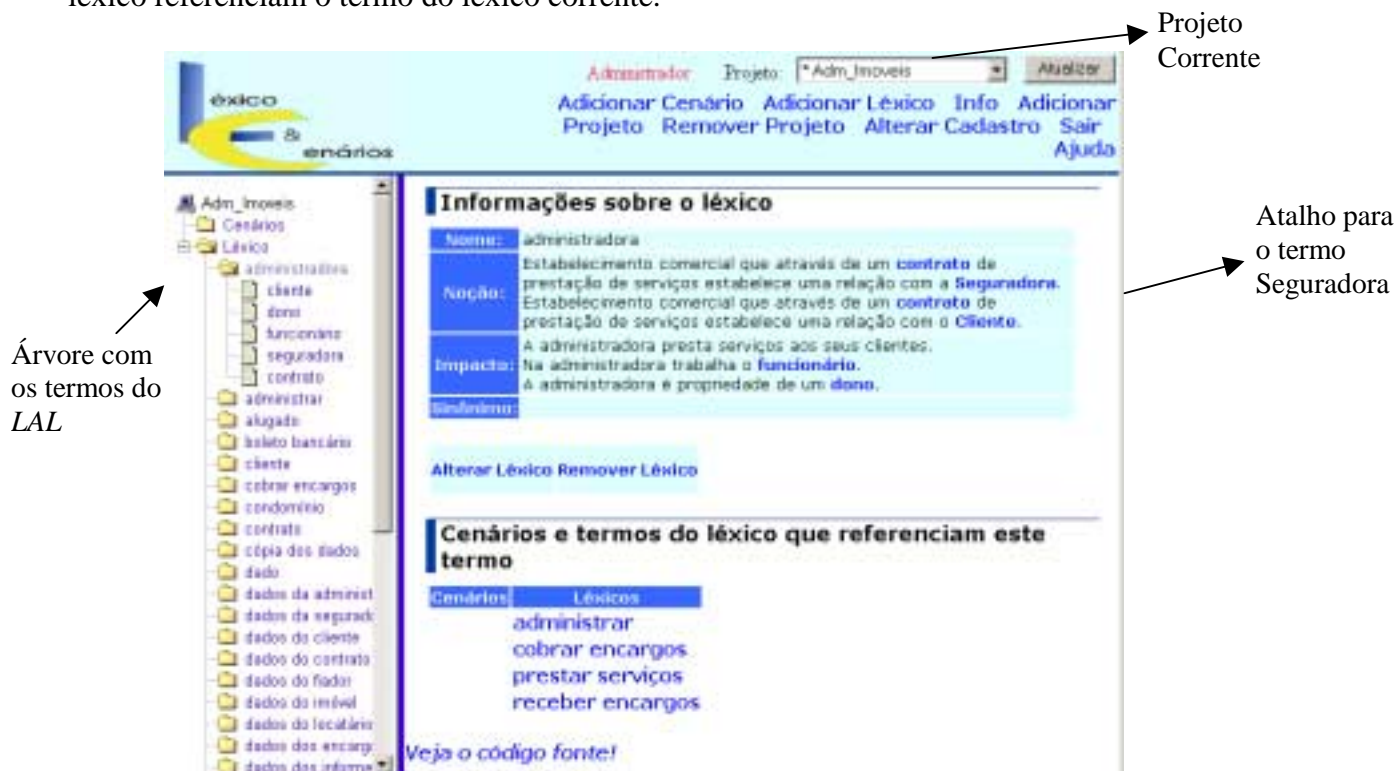 léxico referenciam o termo do léxico corrente.
Projeto
Corrente
Administrador Projeto: * Adm_Imoveis Atualizar
éxico
&
enários
Adicionar Cenário Adicionar Léxico Info Adicionar
Projeto Remover Projeto Alterar Cadastro Sair
Ajuda
Árvore com
os termos do
LAL
Adm_Imoveis
Cenários
Léxico
administradora
cliente
dono
funcionário
seguradora
contrato
administrar
alugado
boleto bancário
cliente
cobrar encargos
condomínio
contrato
cópia dos dados
dado
dados da administ
dados da segurad
dados do cliente
dados do contrato
dados do fiador
dados do imóvel
dados do locatário
dados dos encarg
dados dos informe
Informações sobre o léxico
Nome: administradora
Noção: Estabelecimento comercial que através de um contrato de
prestação de serviços estabelece uma relação com a Seguradora.
Estabelecimento comercial que através de um contrato de
prestação de serviços estabelece uma relação com o Cliente.
Impacto: A administradora presta serviços aos seus clientes.
Na administradora trabalha o funcionário.
A administradora é propriedade de um dono.
Sinônimo:
Alterar Léxico Remover Léxico
Cenários e termos do léxico que referenciam este
termo
Cenários Léxicos
administrar
cobrar encargos
prestar serviços
receber encargos
Veja o código fonte!
Atalho para
o termo
Seguradora